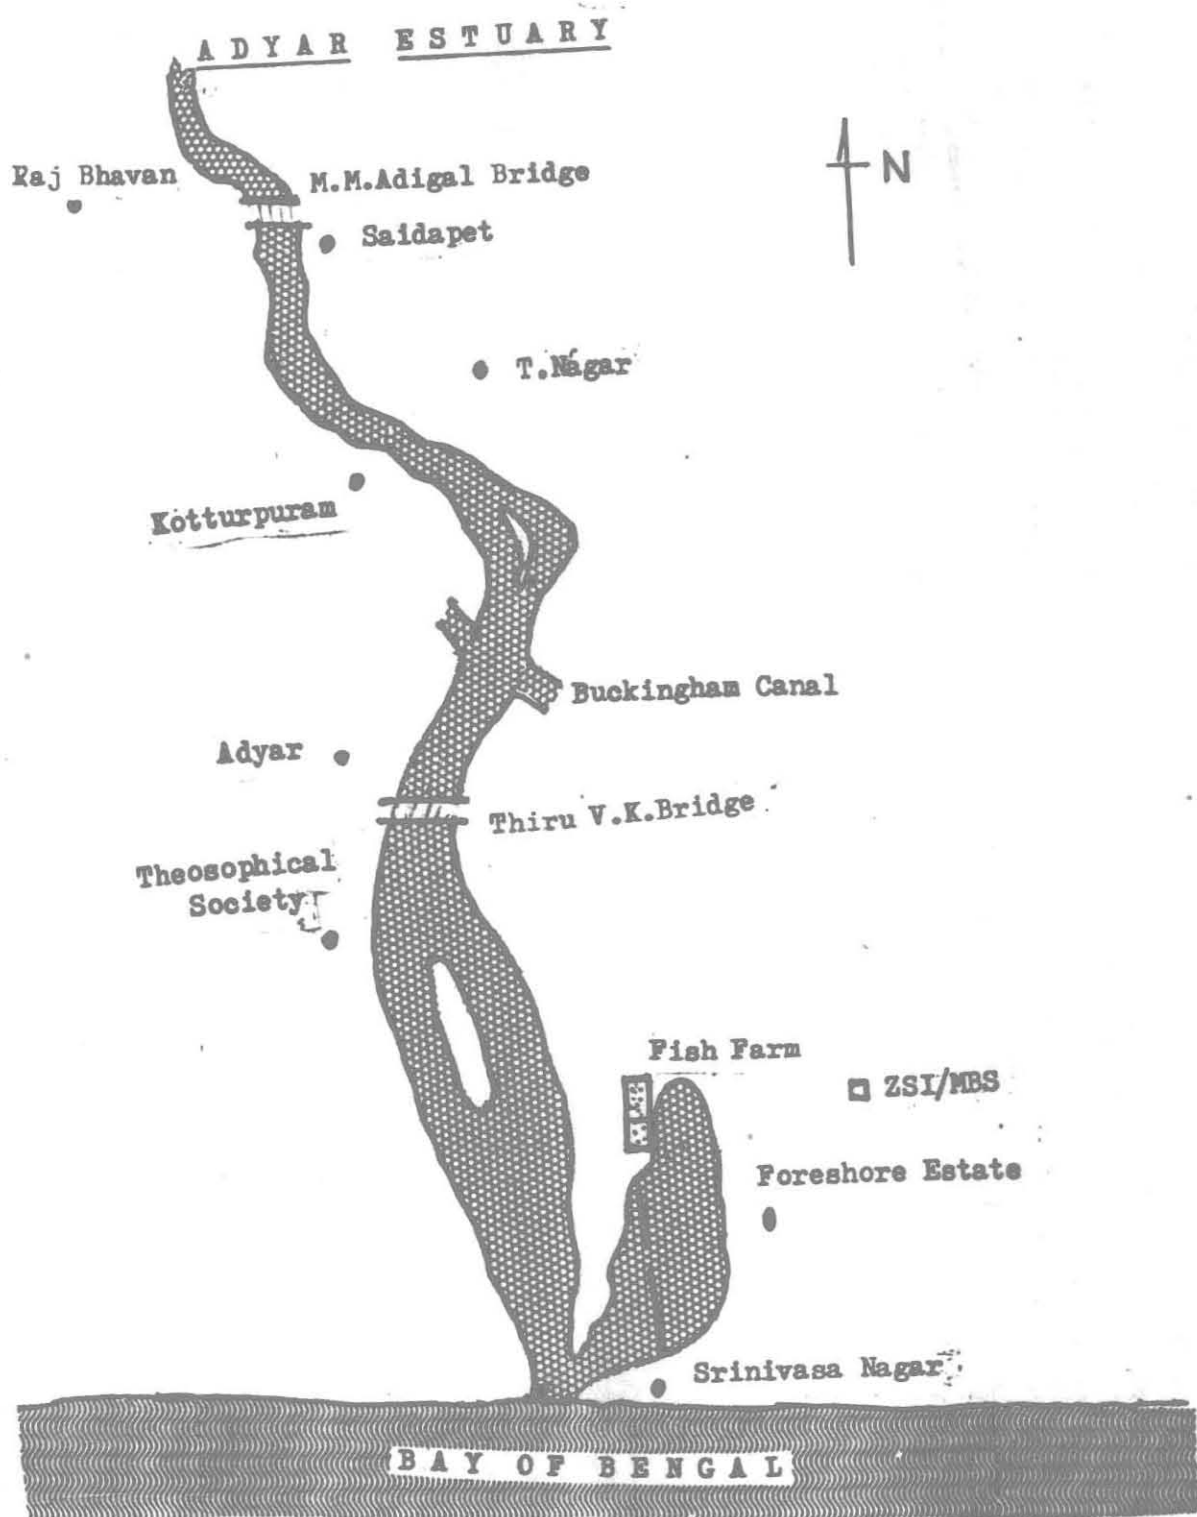 ADYAR ESTUARY
Raj Bhavan
M.M.Adigal Bridge
N
Saidapet
T.Nagar
Kotturpuram
Buckingham Canal
Adyar
Thiru V.K.Bridge
Theosophical
Society
Fish Farm
ZSI/MBS
Foreshore Estate
Srinivasa Nagar
BAY OF BENGAL